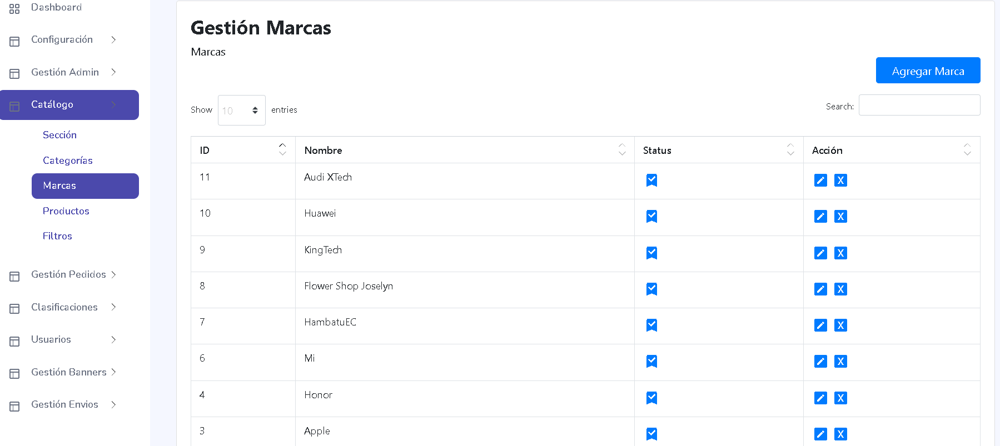 Dashboard
Configuración
Gestión Admin
Catálogo
Sección
Categorías
Marcas
Productos
Filtros
Gestión Pedidos
Clasificaciones
Usuarios
Gestión Banners
Gestión Envios
Gestión Marcas
Marcas
Agregar Marca
Show 10 entries
Search:
ID Nombre Status Acción
11 Audi XTech X
10 Huawei X
9 KingTech X
8 Flower Shop Joselyn X
7 HambatuEC X
6 Mi X
4 Honor X
3 Apple X